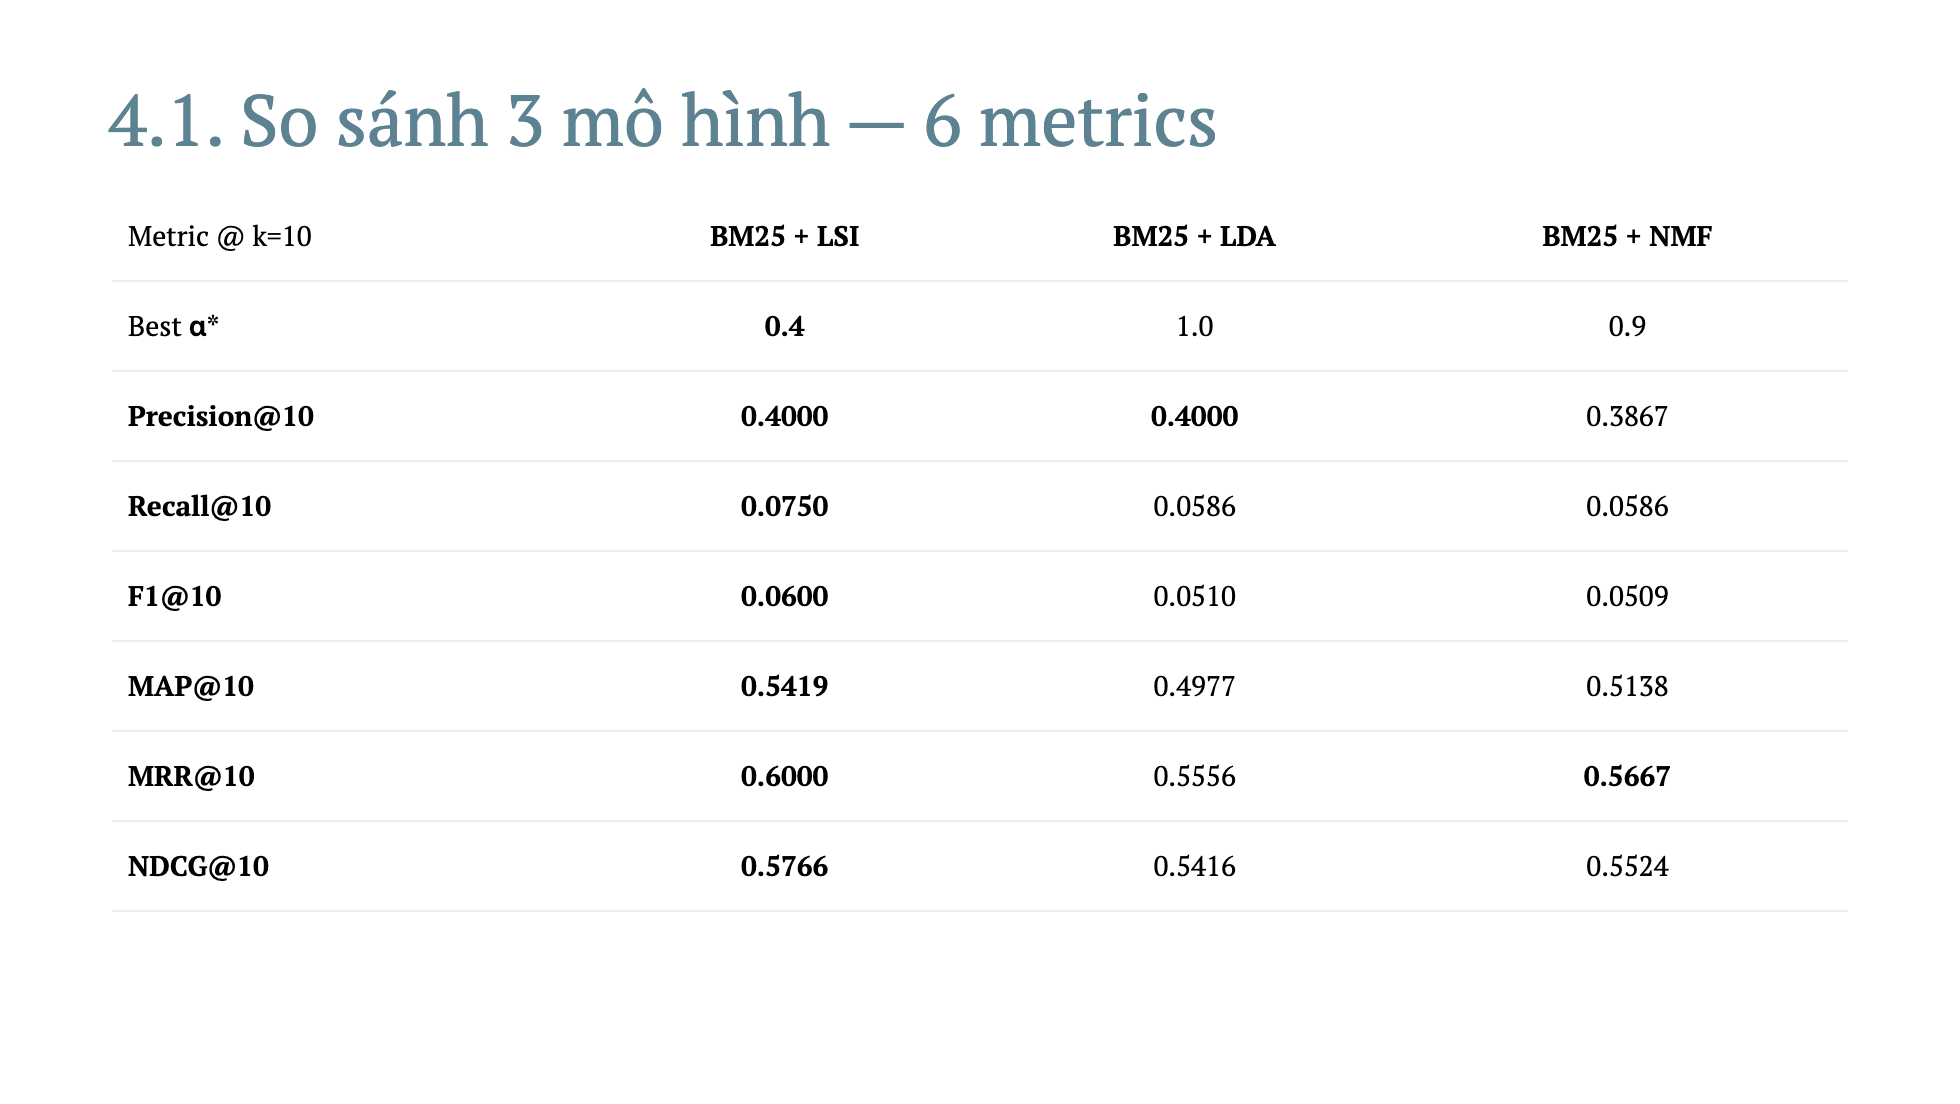 4.1. So sánh 3 mô hình — 6 metrics
Metric @ k=10 BM25 + LSI BM25 + LDA BM25 + NMF
Best α* 0.4 1.0 0.9
Precision@10 0.4000 0.4000 0.3867
Recall@10 0.0750 0.0586 0.0586
F1@10 0.0600 0.0510 0.0509
MAP@10 0.5419 0.4977 0.5138
MRR@10 0.6000 0.5556 0.5667
NDCG@10 0.5766 0.5416 0.5524